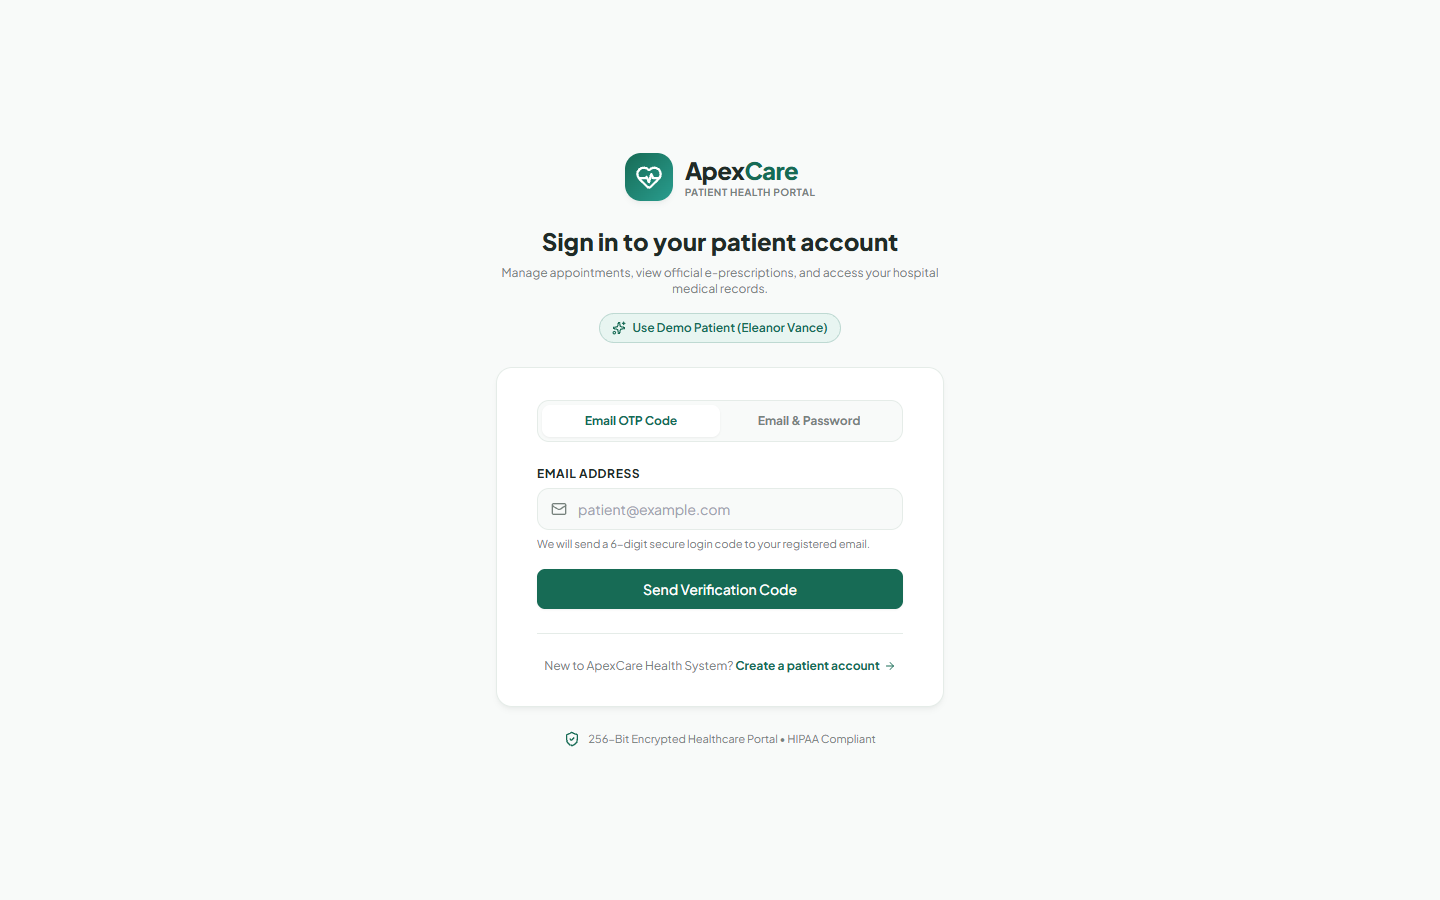 ApexCare
PATIENT HEALTH PORTAL
Sign in to your patient account
Manage appointments, view official e-prescriptions, and access your hospital
medical records.
Use Demo Patient (Eleanor Vance)
Email OTP Code
Email & Password
EMAIL ADDRESS
patient@example.com
We will send a 6-digit secure login code to your registered email.
Send Verification Code
New to ApexCare Health System? Create a patient account →
256-Bit Encrypted Healthcare Portal • HIPAA Compliant